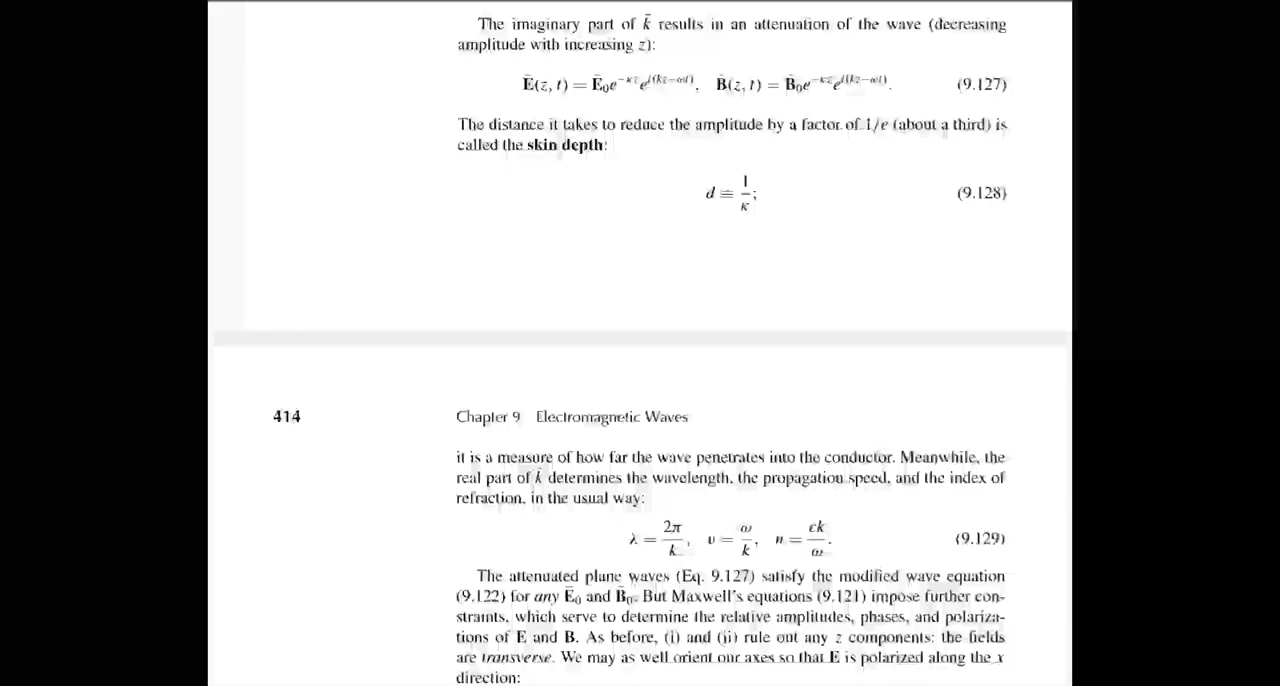 The imaginary part of k̃ results in an attenuation of the wave (decreasing
amplitude with increasing z):
Ẽ(z, t) = Ẽ₀e^{−κz}e^{i(kz−ωt)}, B̃(z, t) = B̃₀e^{−κz}e^{i(kz−ωt)}. (9.127)
The distance it takes to reduce the amplitude by a factor of 1/e (about a third) is
called the skin depth:
d ≡ 1/κ; (9.128)
414 Chapter 9 Electromagnetic Waves
it is a measure of how far the wave penetrates into the conductor. Meanwhile, the
real part of k̃ determines the wavelength, the propagation speed, and the index of
refraction, in the usual way:
λ = 2π/k, v = ω/k, n = ck/ω. (9.129)
The attenuated plane waves (Eq. 9.127) satisfy the modified wave equation
(9.122) for any Ẽ₀ and B̃₀. But Maxwell's equations (9.121) impose further con-
straints, which serve to determine the relative amplitudes, phases, and polariza-
tions of E and B. As before, (i) and (ii) rule out any z components: the fields
are transverse. We may as well orient our axes so that E is polarized along the x
direction: